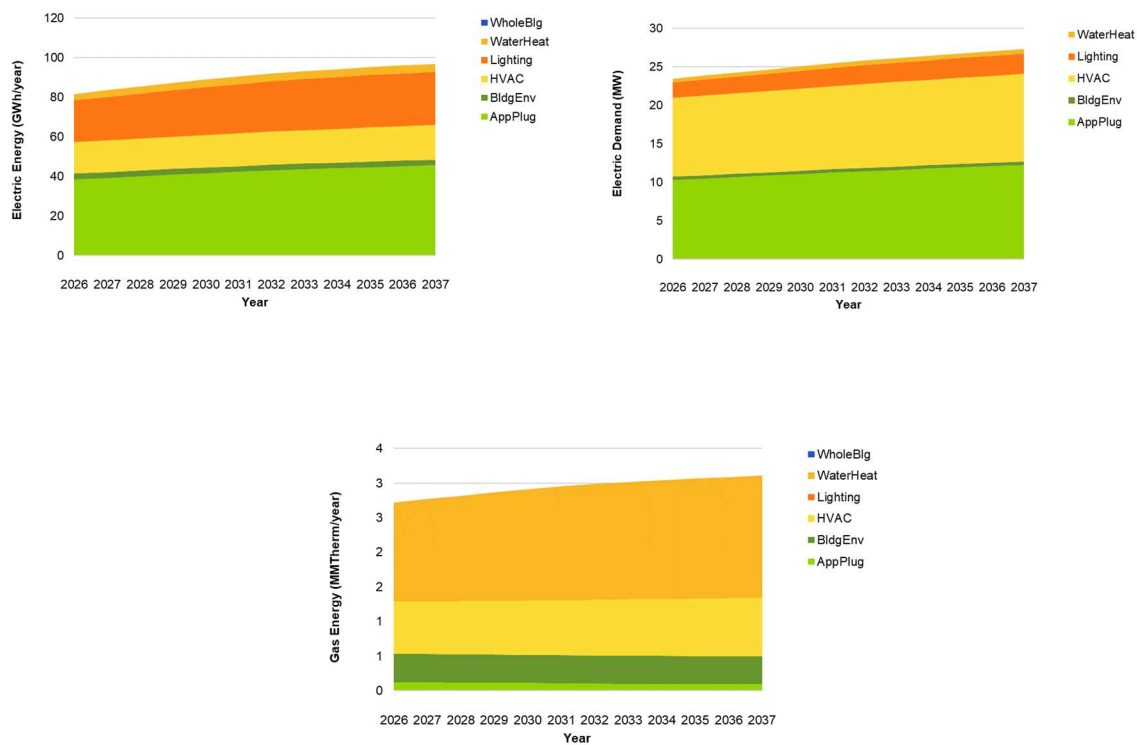 120
100
80
60
40
20
0
Electric Energy (GWh/year)
2026 2027 2028 2029 2030 2031 2032 2033 2034 2035 2036 2037
Year
WholeBlg
WaterHeat
Lighting
HVAC
BldgEnv
AppPlug
30
25
20
15
10
5
0
Electric Demand (MW)
2026 2027 2028 2029 2030 2031 2032 2033 2034 2035 2036 2037
Year
WaterHeat
Lighting
HVAC
BldgEnv
AppPlug
4
3
3
2
2
1
1
0
Gas Energy (MMTherm/year)
2026 2027 2028 2029 2030 2031 2032 2033 2034 2035 2036 2037
Year
WholeBlg
WaterHeat
Lighting
HVAC
BldgEnv
AppPlug